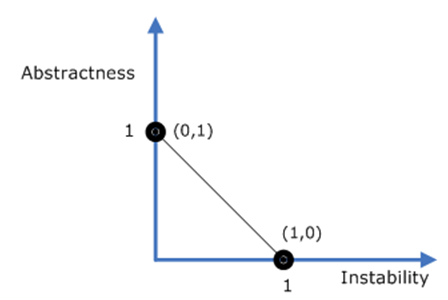 Abstractness
1
(0,1)
(1,0)
1
Instability